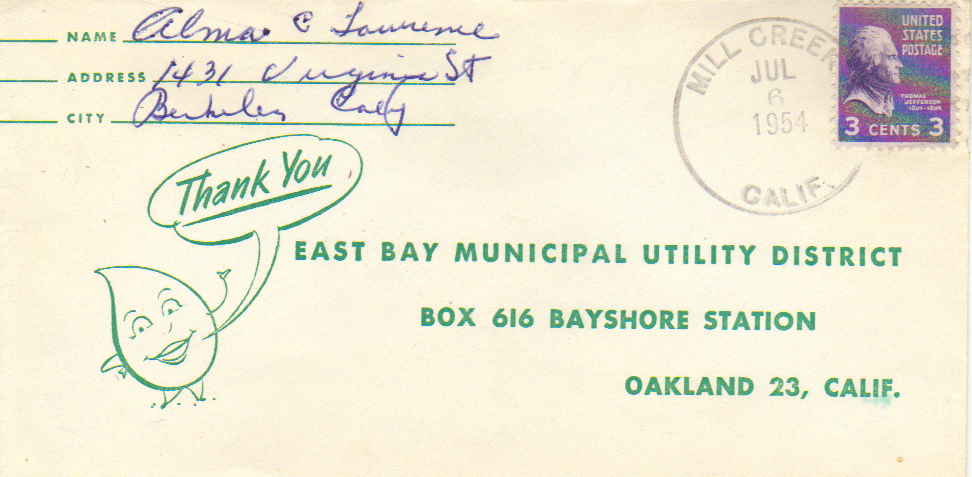 NAME Alma C Lawrence
ADDRESS 1431 Virginia St
CITY Berkeley Calif
MILL CREEK
JUL
6
1954
CALIF.
UNITED
STATES
POSTAGE
THOMAS
JEFFERSON
3 CENTS 3
Thank You
EAST BAY MUNICIPAL UTILITY DISTRICT
BOX 616 BAYSHORE STATION
OAKLAND 23, CALIF.